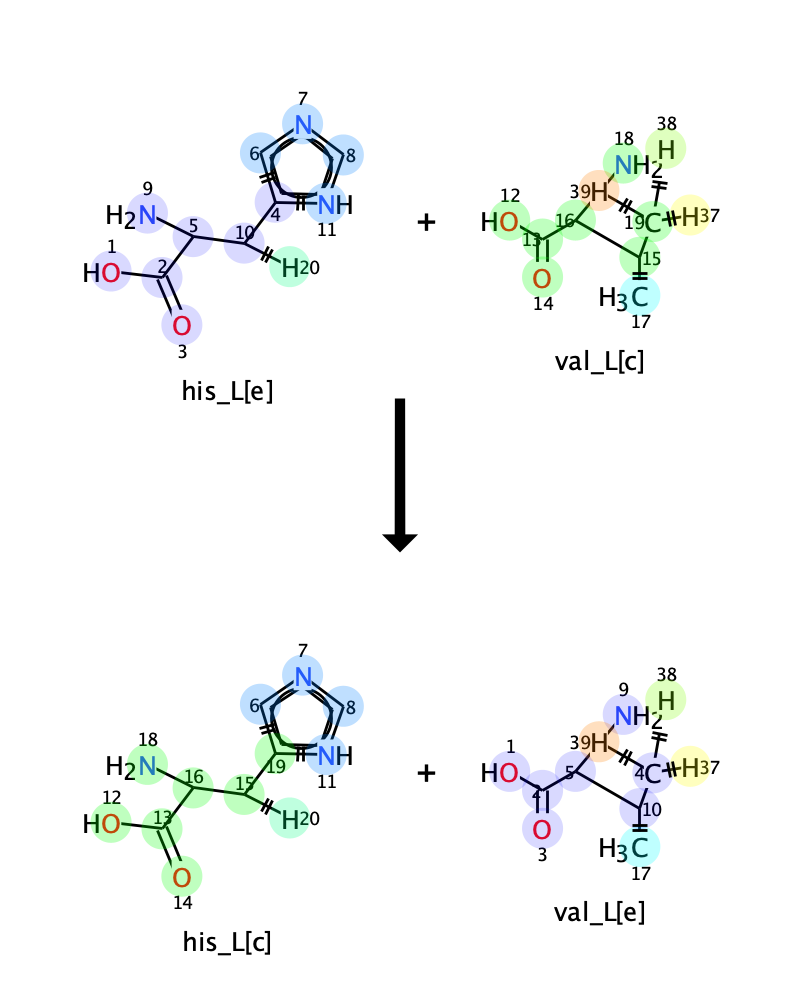 7
N
6
8
4
NH
11
9
H₂N
5
10
1
HO
2
H20
O
3
his_L[e]
+
38
18
H
NH₂
39
H
12
HO
16
19
C
H37
13
15
O
14
H₃C
17
val_L[c]
7
N
6
8
19
NH
11
18
H₂N
16
15
12
HO
13
H20
O
14
his_L[c]
+
38
9
H
NH₂
39
H
1
HO
5
4
C
H37
2
10
O
3
H₃C
17
val_L[e]